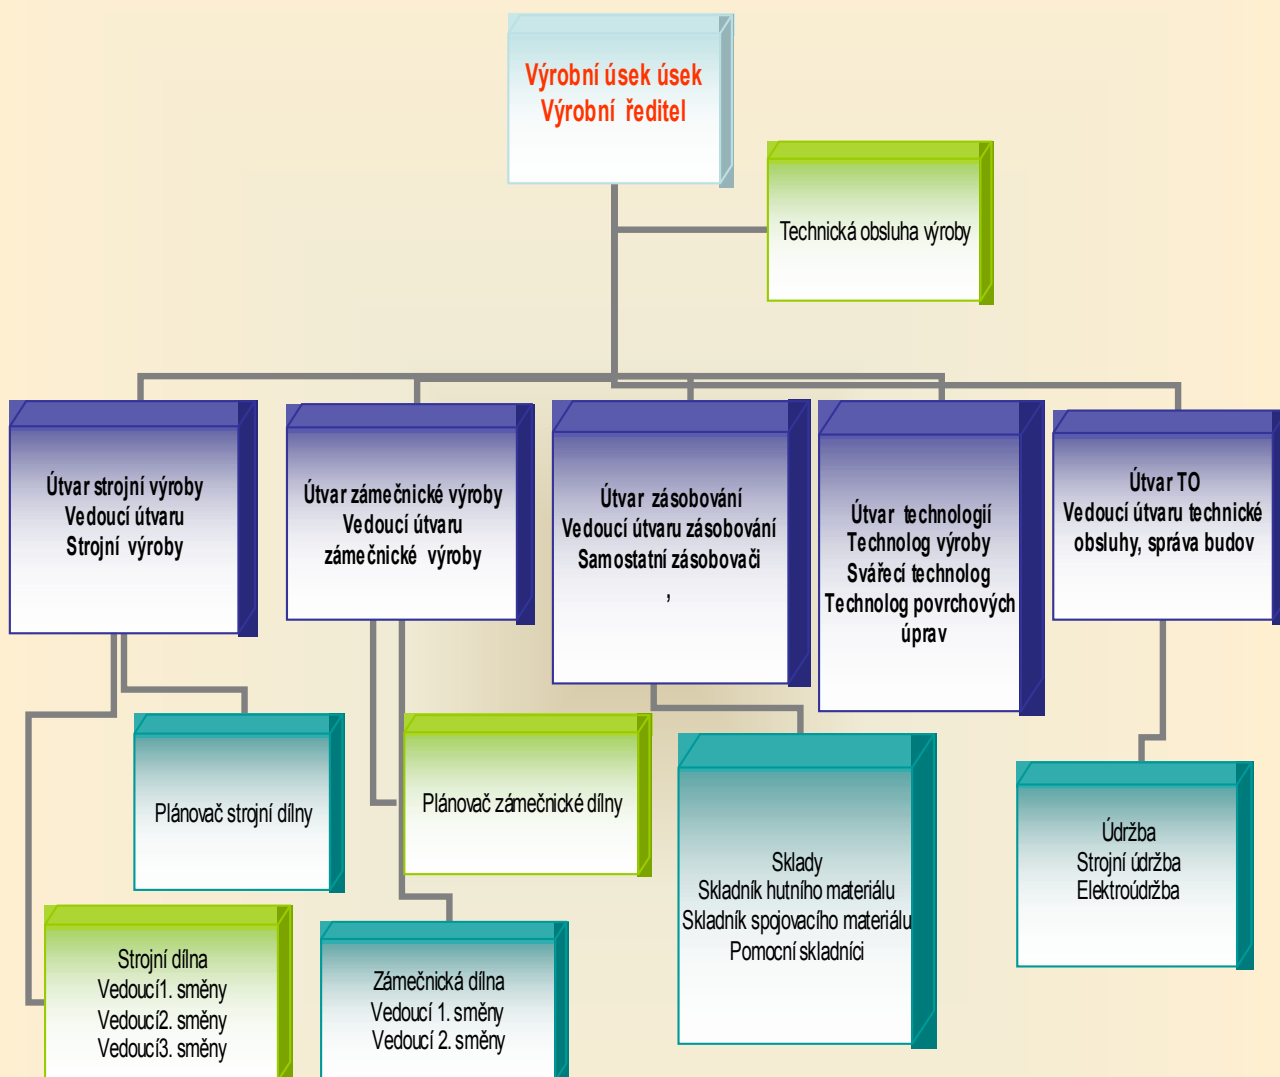 Výrobní úsek úsek
Výrobní ředitel
Technická obsluha výroby
Útvar strojní výroby
Vedoucí útvaru
Strojní výroby
Útvar zámečnické výroby
Vedoucí útvaru
zámečnické výroby
Útvar zásobování
Vedoucí útvaru zásobování
Samostatní zásobovači
,
Útvar technologií
Technolog výroby
Svářecí technolog
Technolog povrchových
úprav
Útvar TO
Vedoucí útvaru technické
obsluhy, správa budov
Plánovač strojní dílny
Plánovač zámečnické dílny
Sklady
Skladník hutního materiálu
Skladník spojovacího materiálu
Pomocní skladníci
Údržba
Strojní údržba
Elektroúdržba
Strojní dílna
Vedoucí1. směny
Vedoucí2. směny
Vedoucí3. směny
Zámečnická dílna
Vedoucí 1. směny
Vedoucí 2. směny